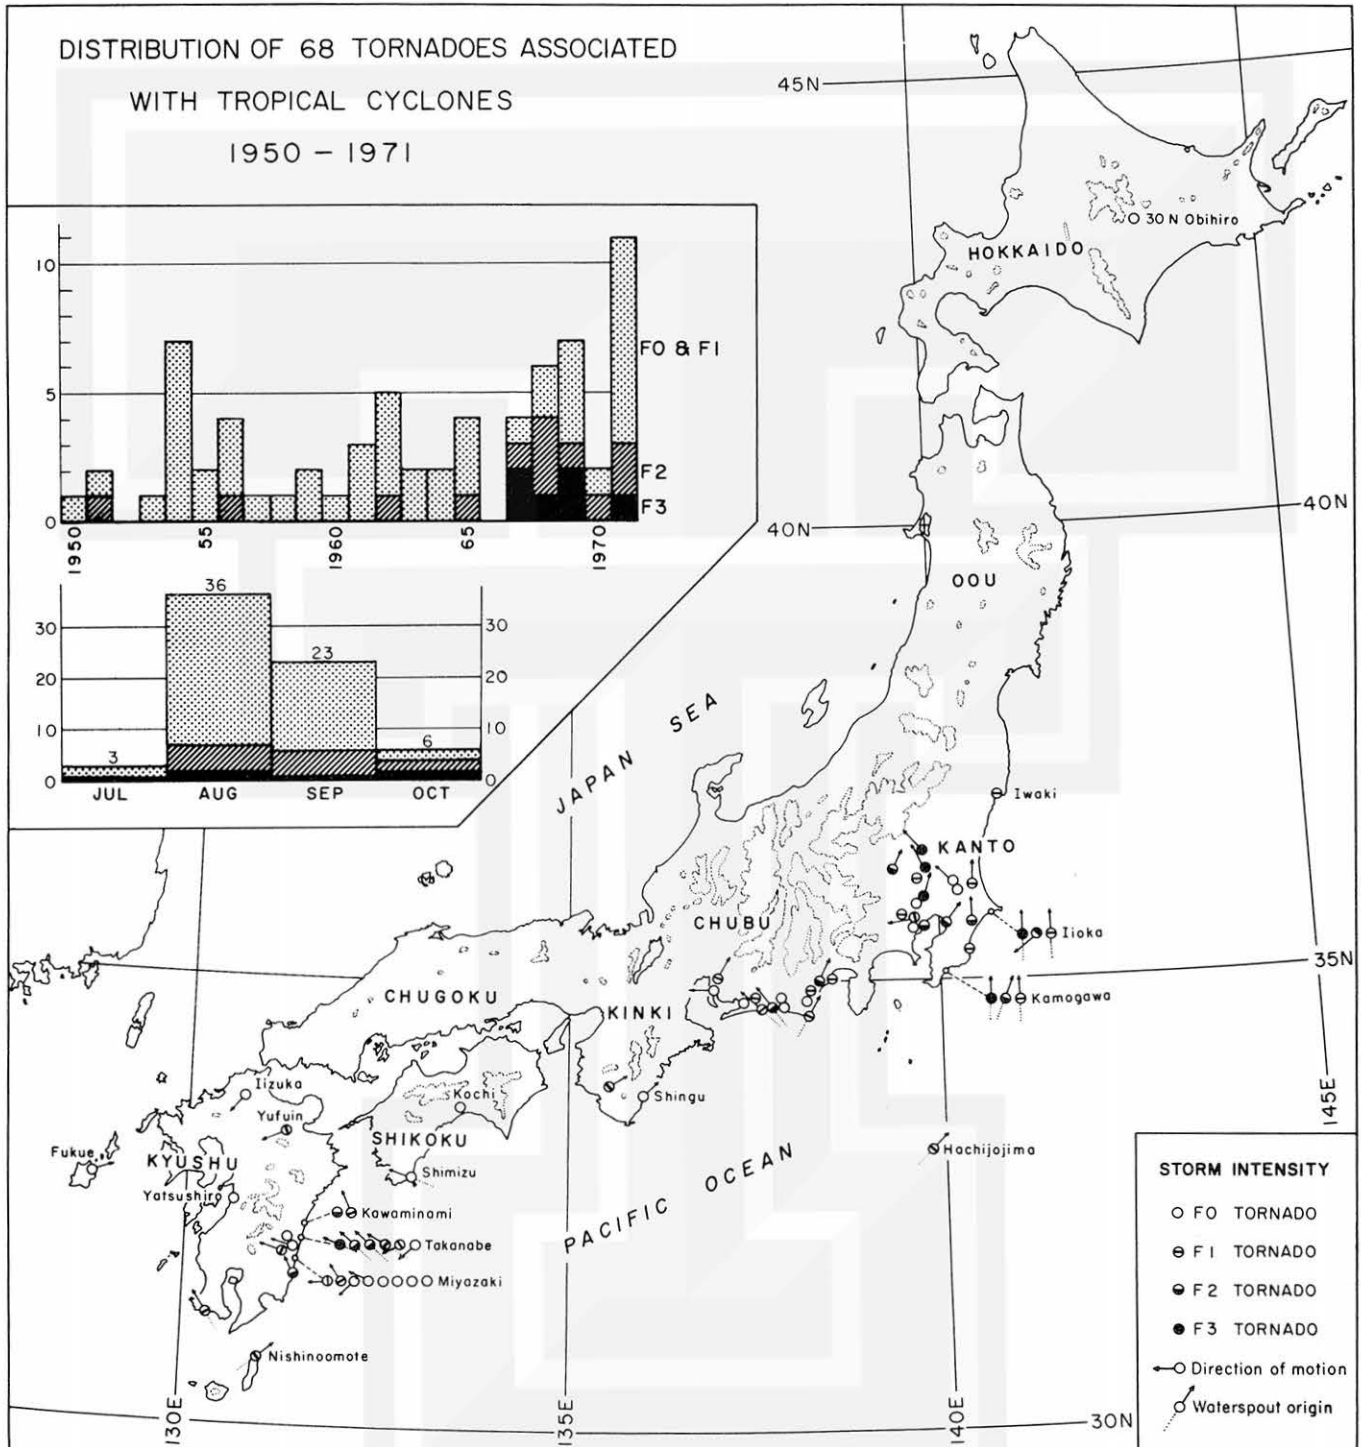 DISTRIBUTION OF 68 TORNADOES ASSOCIATED
WITH TROPICAL CYCLONES
1950 – 1971
45N
30 N Obihiro
HOKKAIDO
10
5
0
F0 & F1
F2
F3
1950
55
1960
65
1970
40N
40N
OOU
36
23
3
6
30
20
10
0
30
20
10
0
JUL
AUG
SEP
OCT
JAPAN SEA
Iwaki
KANTO
CHUBU
Iioka
35N
CHUGOKU
KINKI
Kamogawa
Iizuka
Yufuin
Kochi
Shingu
145E
SHIKOKU
Fukue
KYUSHU
Shimizu
Hachijojima
Yatsushiro
PACIFIC OCEAN
Kawaminami
Takanabe
Miyazaki
Nishinoomote
130E
135E
140E
30N
STORM INTENSITY
F0 TORNADO
F1 TORNADO
F2 TORNADO
F3 TORNADO
Direction of motion
Waterspout origin